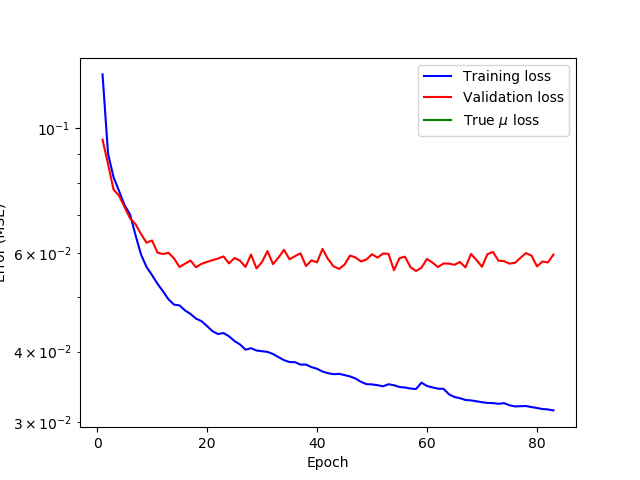 Training loss
Validation loss
True μ loss
10⁻¹
6 × 10⁻²
4 × 10⁻²
3 × 10⁻²
(MSE)
0 20 40 60 80
Epoch